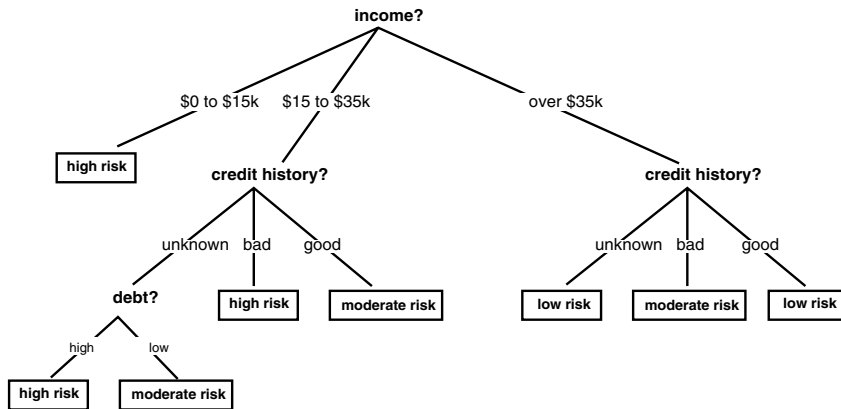 income?
$0 to $15k $15 to $35k over $35k
high risk
credit history? credit history?
unknown bad good unknown bad good
debt? high risk moderate risk low risk moderate risk low risk
high low
high risk moderate risk